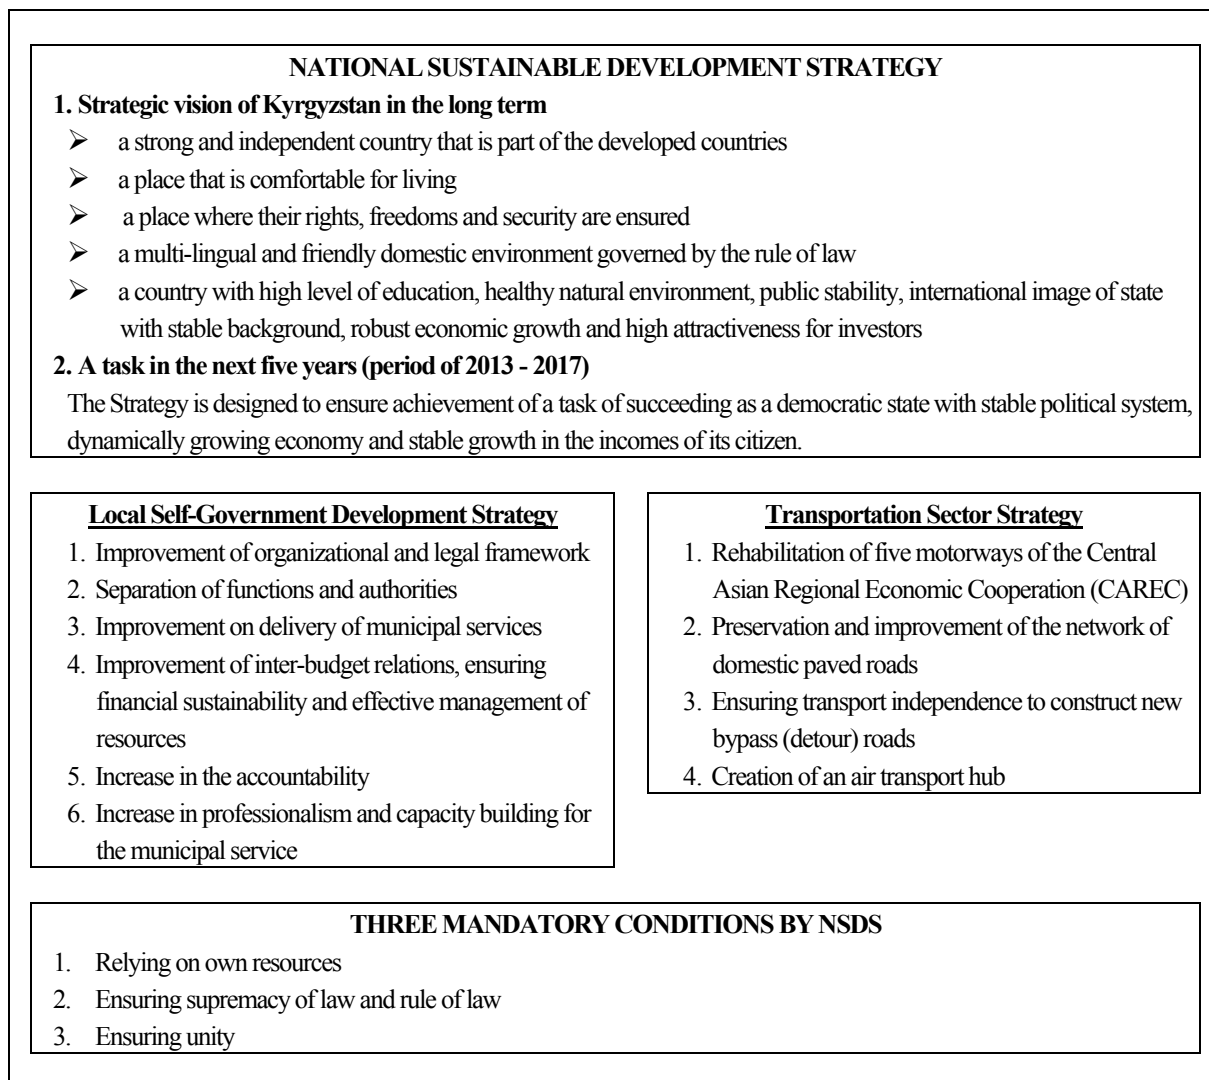 NATIONAL SUSTAINABLE DEVELOPMENT STRATEGY
1. Strategic vision of Kyrgyzstan in the long term
➢ a strong and independent country that is part of the developed countries
➢ a place that is comfortable for living
➢ a place where their rights, freedoms and security are ensured
➢ a multi-lingual and friendly domestic environment governed by the rule of law
➢ a country with high level of education, healthy natural environment, public stability, international image of state
with stable background, robust economic growth and high attractiveness for investors
2. A task in the next five years (period of 2013 - 2017)
The Strategy is designed to ensure achievement of a task of succeeding as a democratic state with stable political system,
dynamically growing economy and stable growth in the incomes of its citizen.
Local Self-Government Development Strategy
1. Improvement of organizational and legal framework
2. Separation of functions and authorities
3. Improvement on delivery of municipal services
4. Improvement of inter-budget relations, ensuring
financial sustainability and effective management of
resources
5. Increase in the accountability
6. Increase in professionalism and capacity building for
the municipal service
Transportation Sector Strategy
1. Rehabilitation of five motorways of the Central
Asian Regional Economic Cooperation (CAREC)
2. Preservation and improvement of the network of
domestic paved roads
3. Ensuring transport independence to construct new
bypass (detour) roads
4. Creation of an air transport hub
THREE MANDATORY CONDITIONS BY NSDS
1. Relying on own resources
2. Ensuring supremacy of law and rule of law
3. Ensuring unity